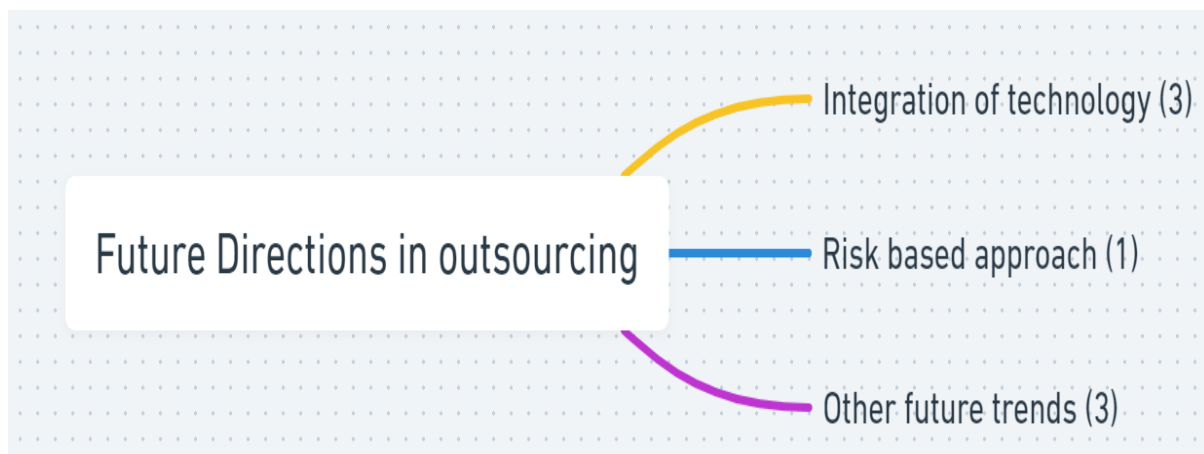 Integration of technology (3)
Future Directions in outsourcing
Risk based approach (1)
Other future trends (3)